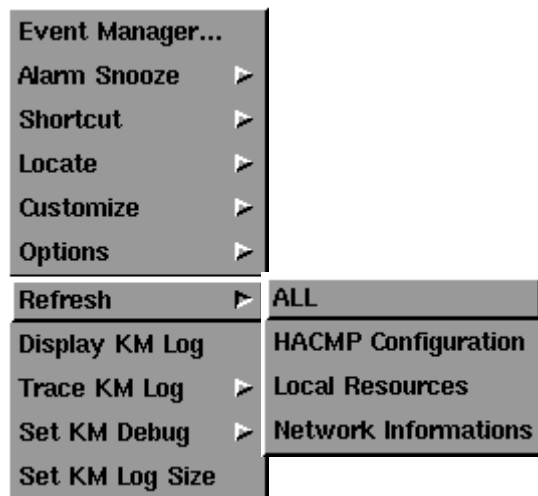 Event Manager...
Alarm Snooze
Shortcut
Locate
Customize
Options
Refresh
Display KM Log
Trace KM Log
Set KM Debug
Set KM Log Size
ALL
HACMP Configuration
Local Resources
Network Informations